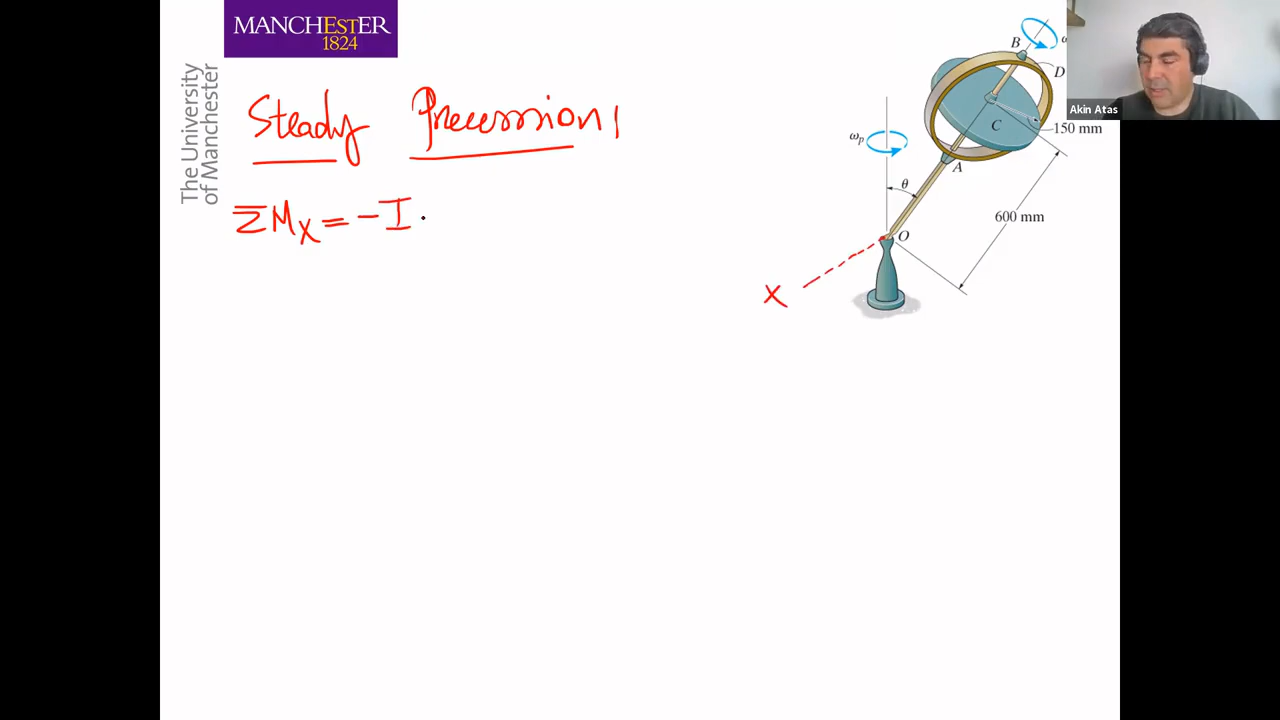 MANCHESTER
1824
The University
of Manchester
Steady Precession
ΣMx = -I
B
D
Akin Atas
C
150 mm
ωp
A
θ
600 mm
O
X